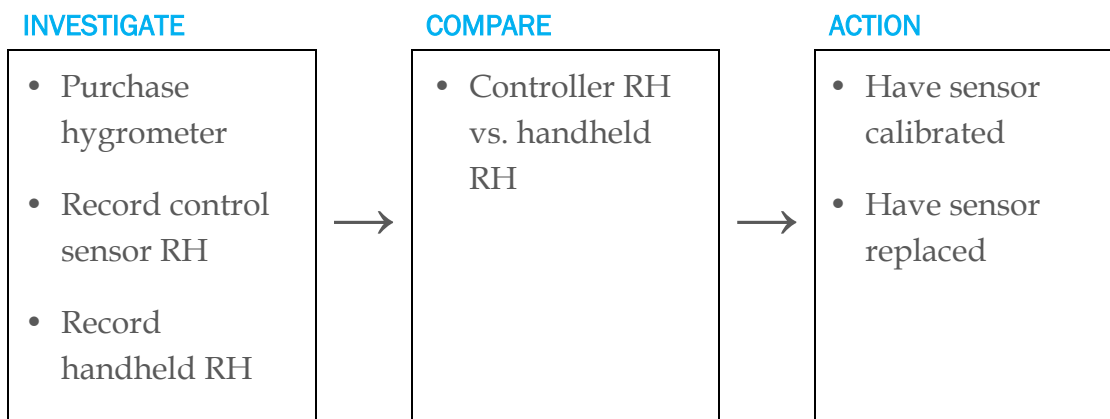 INVESTIGATE
• Purchase
hygrometer
• Record control
sensor RH
• Record
handheld RH
→
COMPARE
• Controller RH
vs. handheld
RH
→
ACTION
• Have sensor
calibrated
• Have sensor
replaced